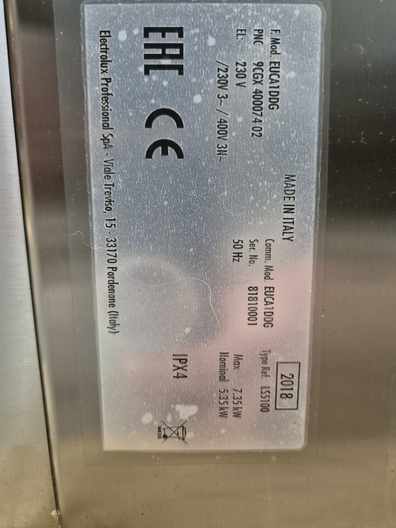 MADE IN ITALY
2018
F. Mod. EUCA1DDG
Comm. Mod. EUCA1DDG
Type Ref. LS5100
PNC 9CGX 400074 02
Ser. No. 81810001
EL: 230 V
50 Hz
Max. 7.35 kW
/230V 3~ / 400V 3N~
Nominal 5.35 kW
EAC CE
IPX4
Electrolux Professional SpA - Viale Treviso, 15 - 33170 Pordenone (Italy)